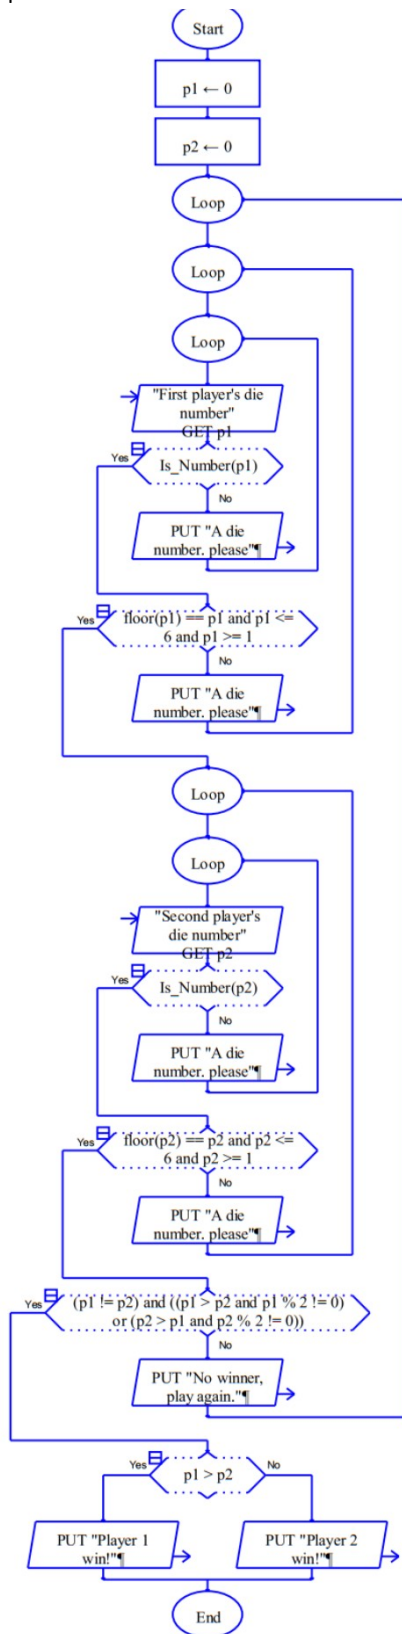 Start
p1 ← 0
p2 ← 0
Loop
Loop
Loop
"First player's die
number"
GET p1
Yes
Is_Number(p1)
No
PUT "A die
number. please"¶
Yes
floor(p1) == p1 and p1 <=
6 and p1 >= 1
No
PUT "A die
number. please"¶
Loop
Loop
"Second player's
die number"
GET p2
Yes
Is_Number(p2)
No
PUT "A die
number. please"¶
Yes
floor(p2) == p2 and p2 <=
6 and p2 >= 1
No
PUT "A die
number. please"¶
Yes
(p1 != p2) and ((p1 > p2 and p1 % 2 != 0)
or (p2 > p1 and p2 % 2 != 0))
No
PUT "No winner,
play again."¶
Yes
p1 > p2
No
PUT "Player 1
win!"¶
PUT "Player 2
win!"¶
End